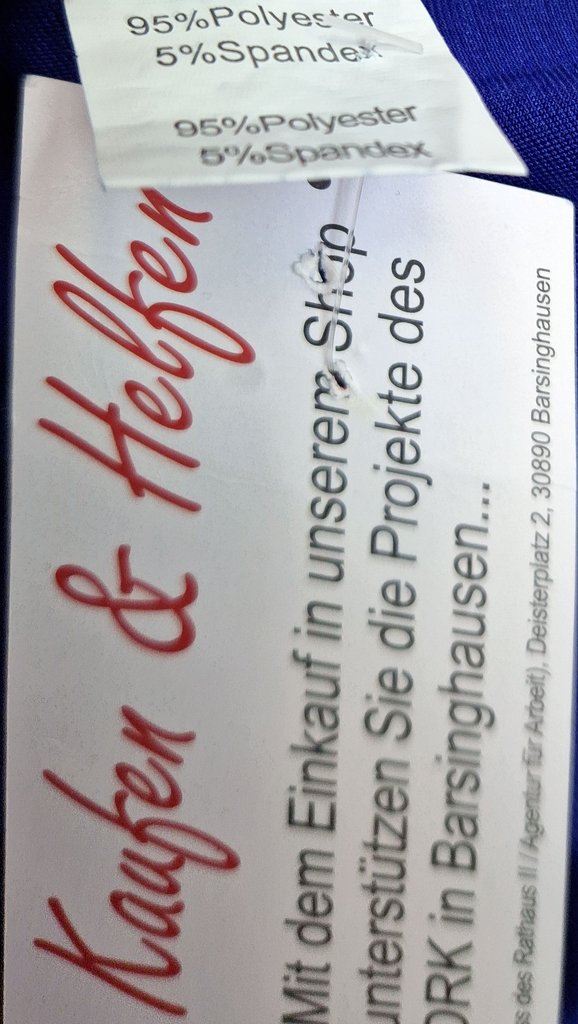 95%Polyester
5%Spandex
95%Polyester
5%Spandex
Kaufen & Helfen
Mit dem Einkauf in unserem Shop
unterstützen Sie die Projekte des
DRK in Barsinghausen...
des Rathaus II / Agentur für Arbeit), Deisterplatz 2, 30890 Barsinghausen